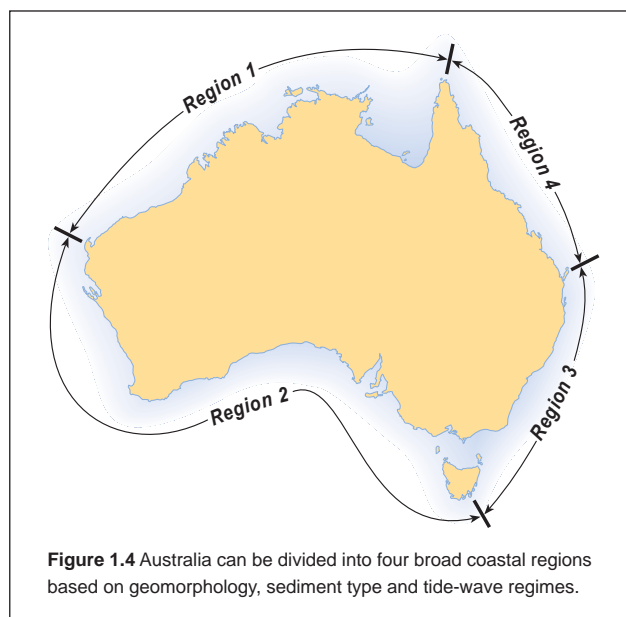 Region 1
Region 4
Region 2
Region 3
Figure 1.4 Australia can be divided into four broad coastal regions
based on geomorphology, sediment type and tide-wave regimes.